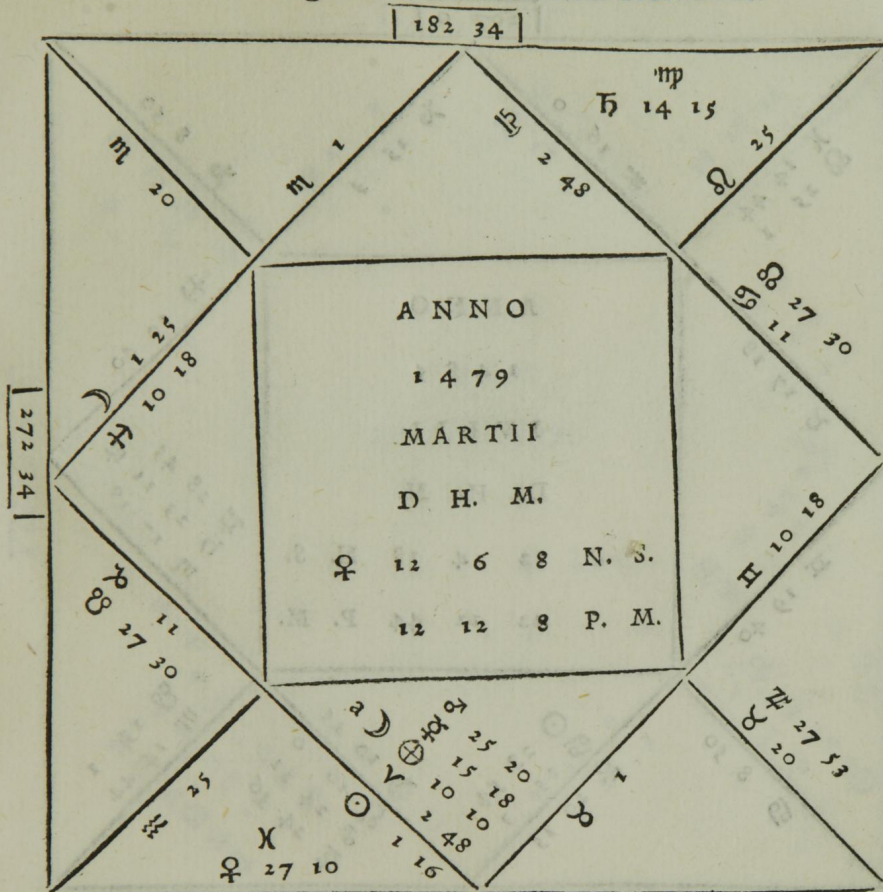 182 34
♍
♄ 14 15
♎ 2 48
♌ 25
♏ 1
♏ 20
☊ 27 30
♋ 11
☽ 1 25
♐ 10 18
272 34
ANNO
1479
MARTII
D H. M.
♀ 12 6 8 N. S.
12 12 8 P. M.
♊ 10 18
♑ 11
☋ 27 30
♃ 27 53
♉ 20
♉ 1
♒ 25
♓
♀ 27 10
a ☽
♂ 25 20
☿ 15 18
⊕ 10 10
♈ 2 48
☉ 1 16